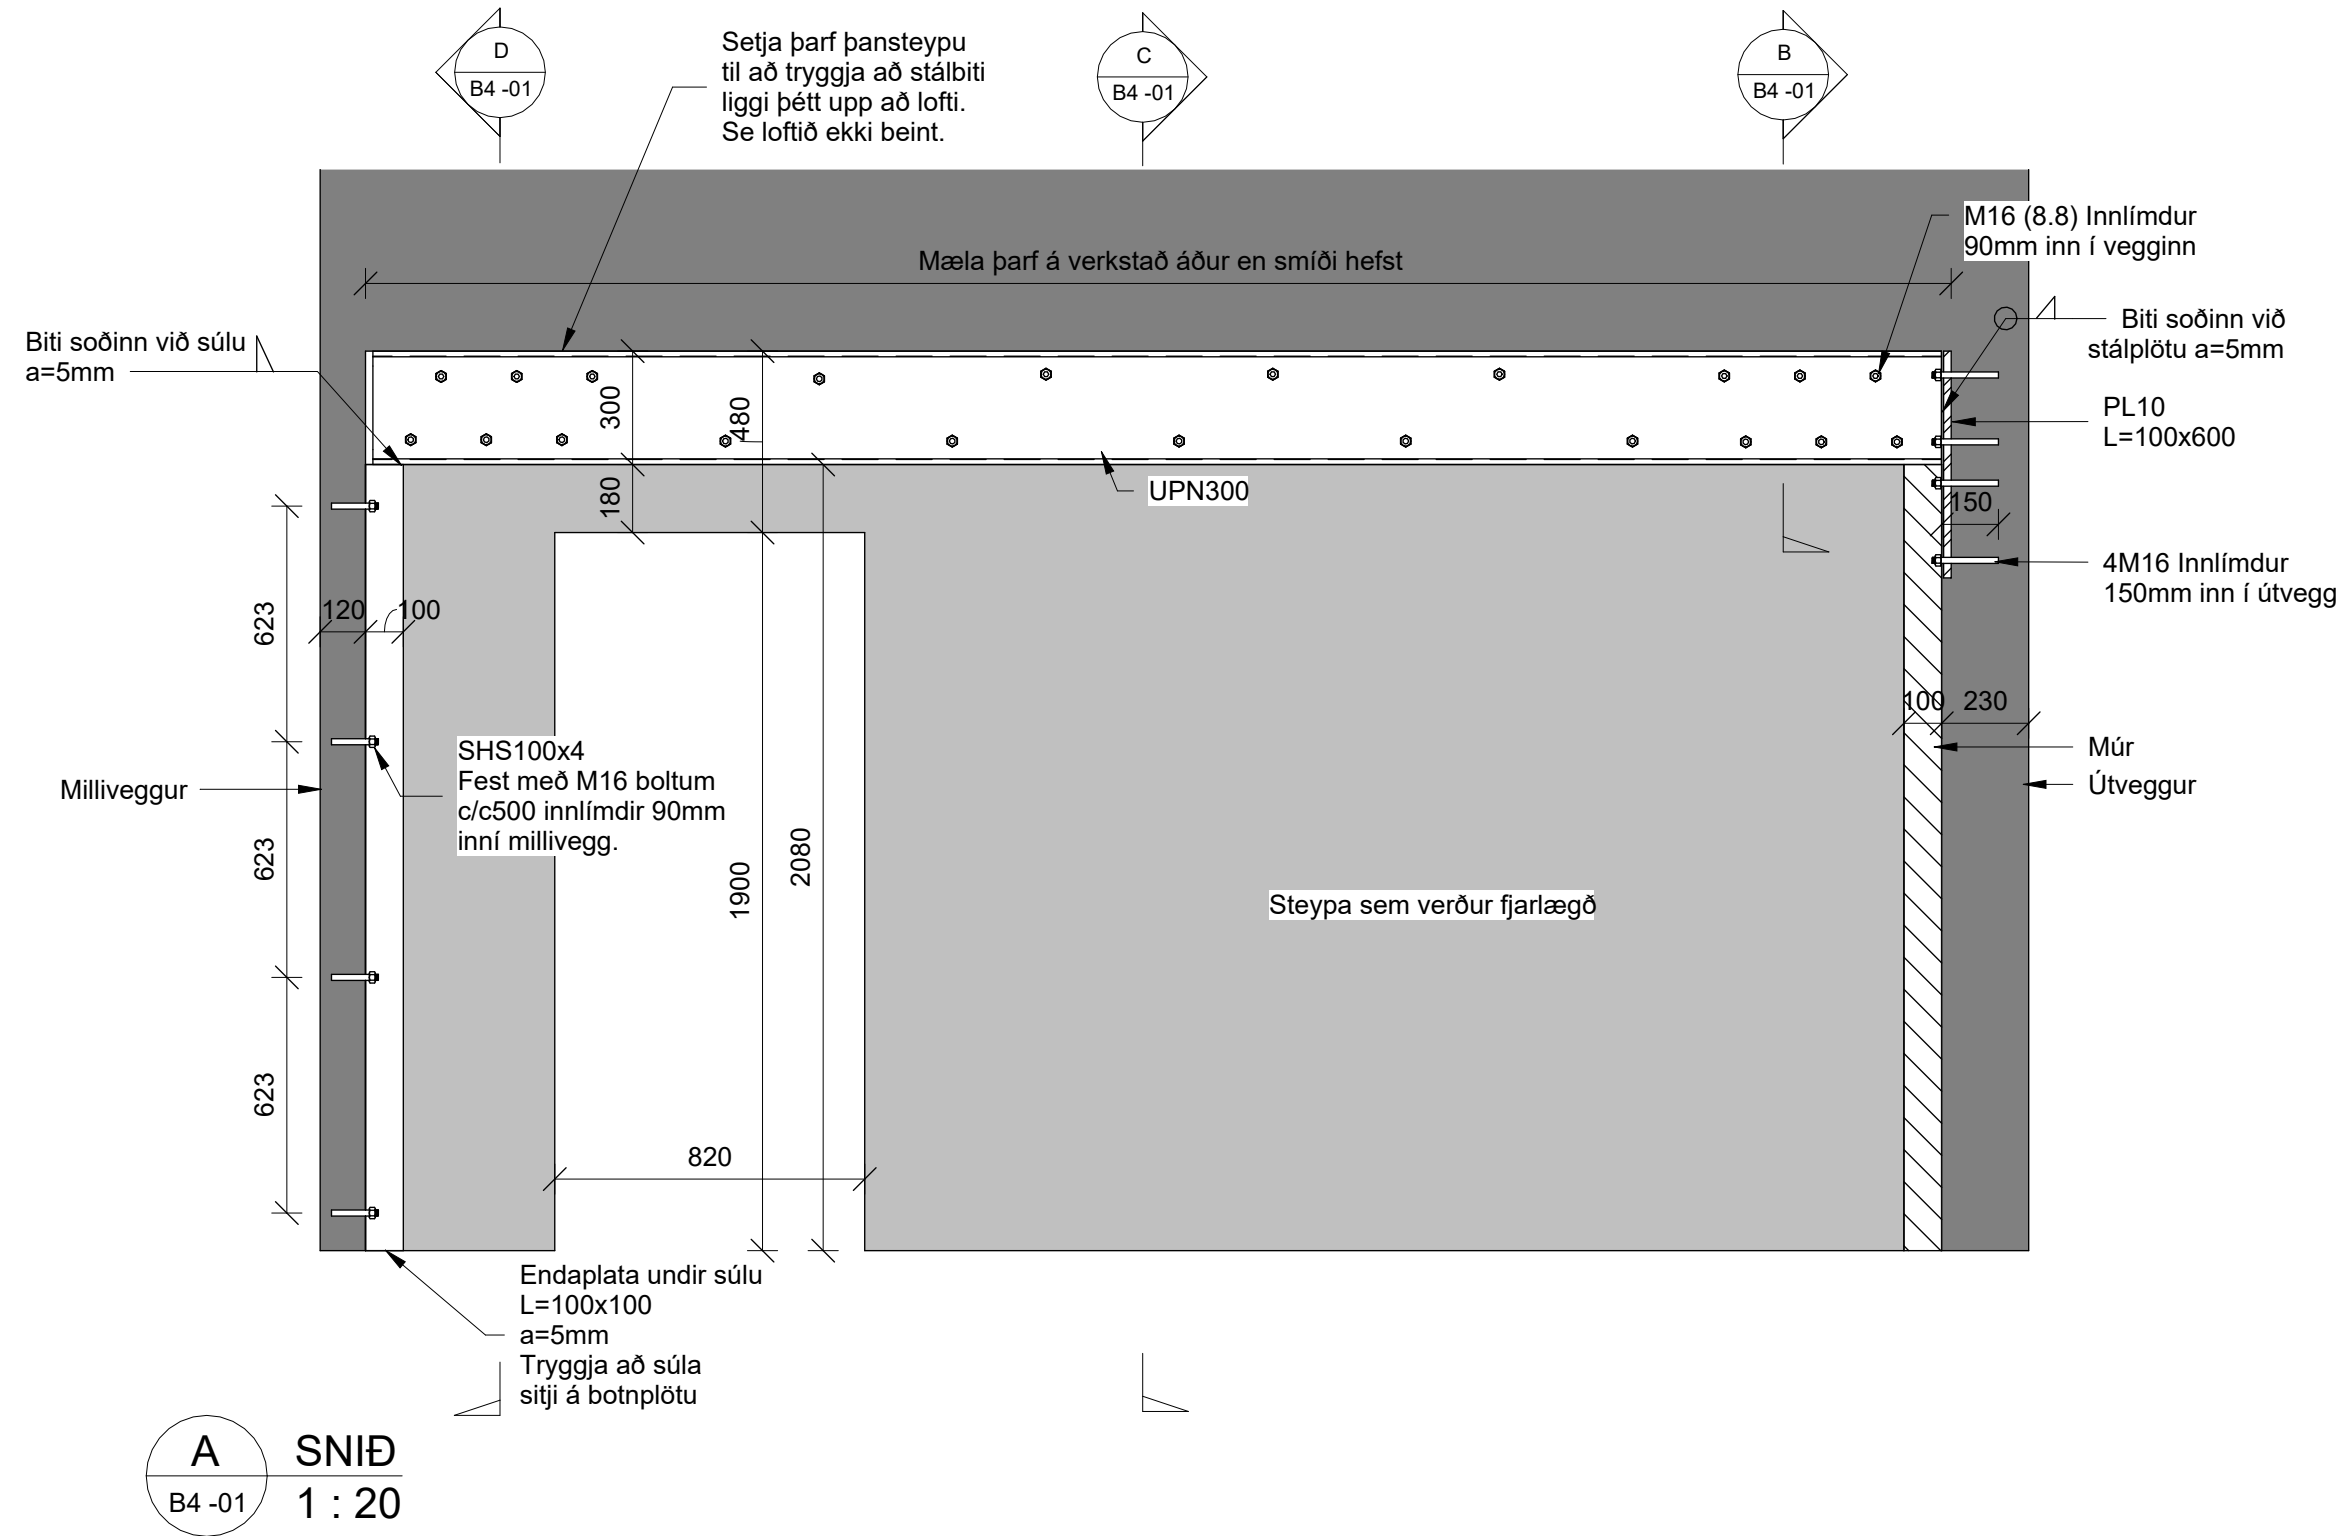 D
B4 -01
C
B4 -01
B
B4 -01
Setja þarf þansteypu
til að tryggja að stálbiti
liggi þétt upp að lofti.
Se loftið ekki beint.
M16 (8.8) Innlímdur
90mm inn í vegginn
Mæla þarf á verkstað áður en smíði hefst
Biti soðinn við súlu
a=5mm
Biti soðinn við
stálplötu a=5mm
PL10
L=100x600
300
480
180
UPN300
150
4M16 Innlímdur
150mm inn í útvegg
120
100
623
623
623
100
230
Múr
Útveggur
SHS100x4
Fest með M16 boltum
c/c500 innlímdir 90mm
inní millivegg.
Milliveggur
1900
2080
Steypa sem verður fjarlægð
820
Endaplata undir súlu
L=100x100
a=5mm
Tryggja að súla
sitji á botnplötu
A
B4 -01
SNIÐ
1 : 20